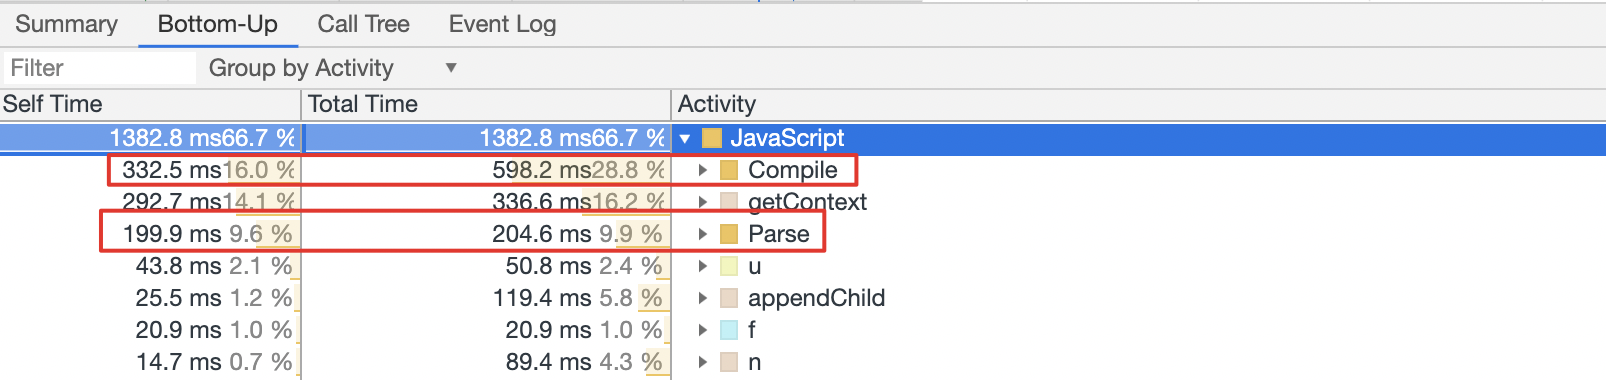 Summary Bottom-Up Call Tree Event Log
Filter Group by Activity ▼
Self Time Total Time Activity
1382.8 ms 66.7 % 1382.8 ms 66.7 % ▼ JavaScript
332.5 ms 16.0 % 598.2 ms 28.8 % ▶ Compile
292.7 ms 14.1 % 336.6 ms 16.2 % ▶ getContext
199.9 ms 9.6 % 204.6 ms 9.9 % ▶ Parse
43.8 ms 2.1 % 50.8 ms 2.4 % ▶ u
25.5 ms 1.2 % 119.4 ms 5.8 % ▶ appendChild
20.9 ms 1.0 % 20.9 ms 1.0 % ▶ f
14.7 ms 0.7 % 89.4 ms 4.3 % ▶ n